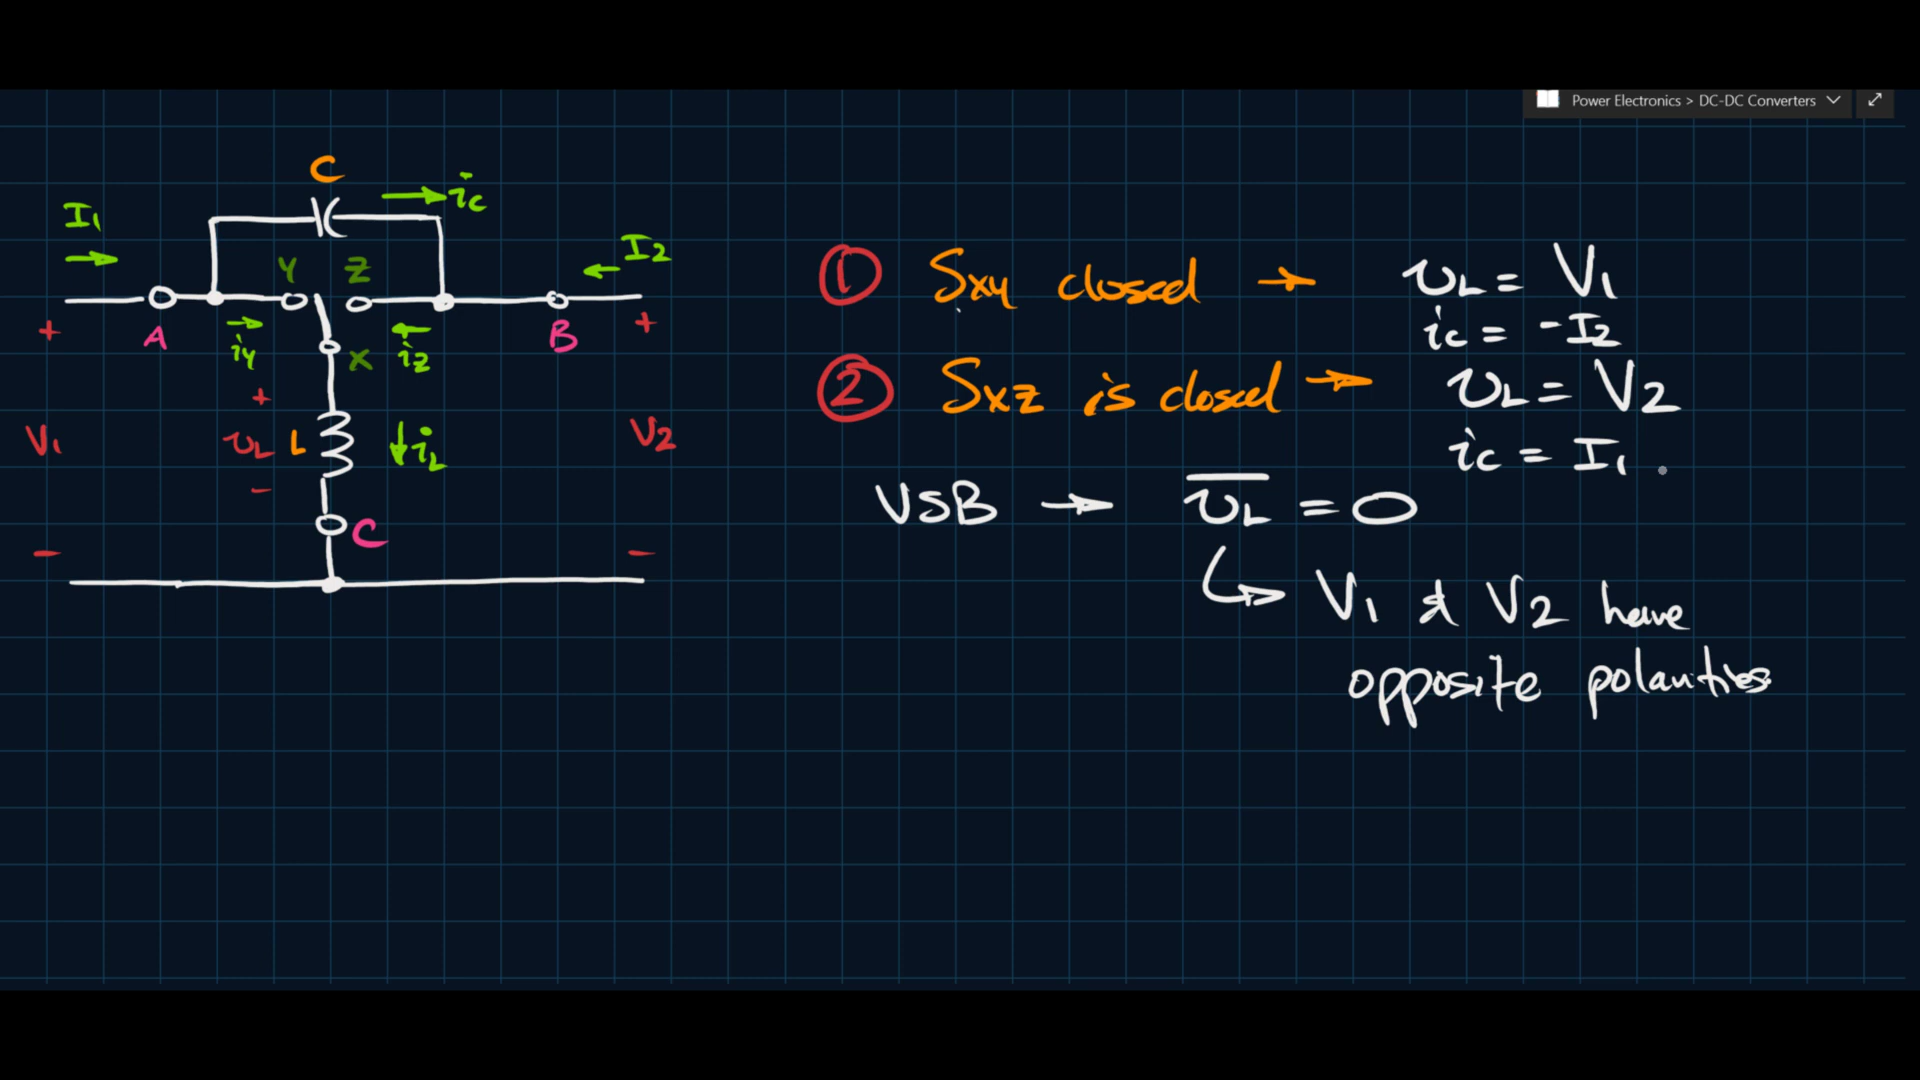 Power Electronics > DC-DC Converters
C
ic
I1
I2
Y
Z
A
iy
X
iz
B
+
+
+
V1
vL
L
iL
V2
-
C
-
-
① Sxy closed → vL = V1
ic = -I2
② Sxz is closed → vL = V2
ic = I1
VSB → vL = 0
↳ V1 & V2 have
opposite polarities